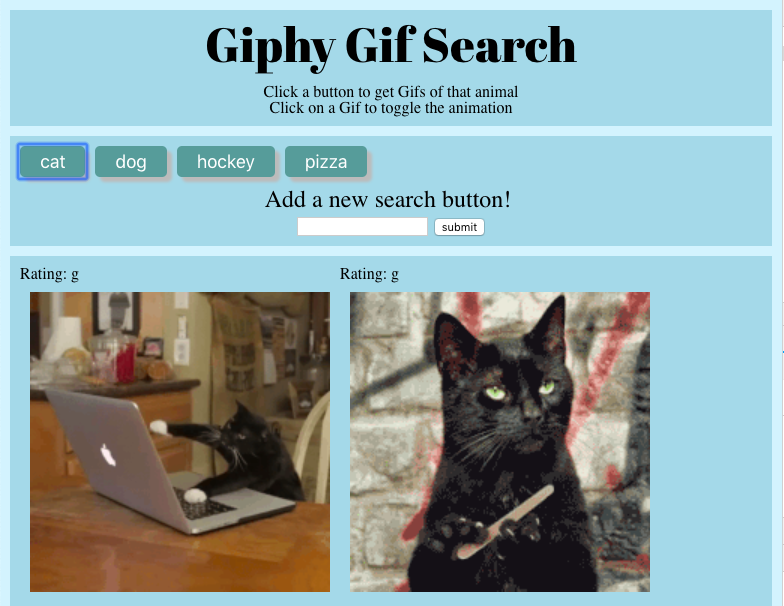 Giphy Gif Search
Click a button to get Gifs of that animal
Click on a Gif to toggle the animation
cat dog hockey pizza
Add a new search button!
submit
Rating: g Rating: g